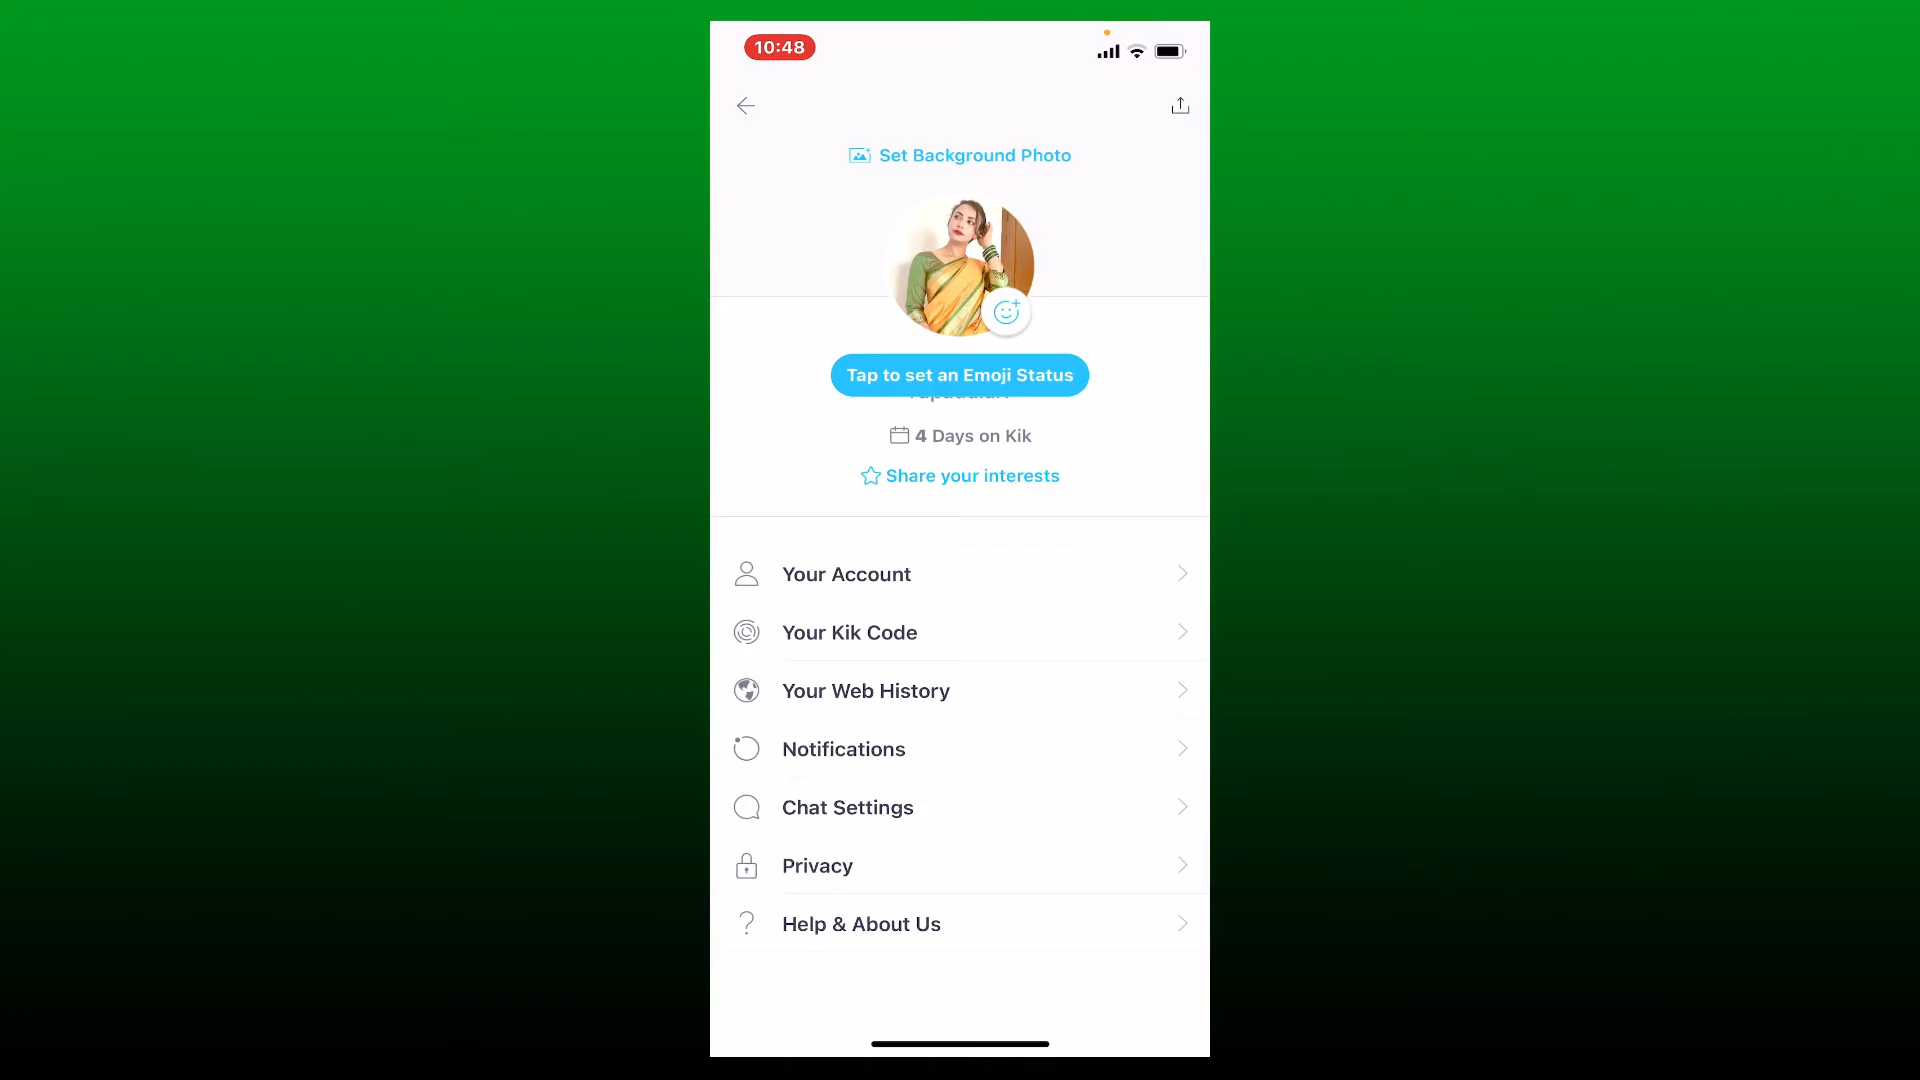 10:48
Set Background Photo
Tap to set an Emoji Status
4 Days on Kik
Share your interests
Your Account
Your Kik Code
Your Web History
Notifications
Chat Settings
Privacy
Help & About Us